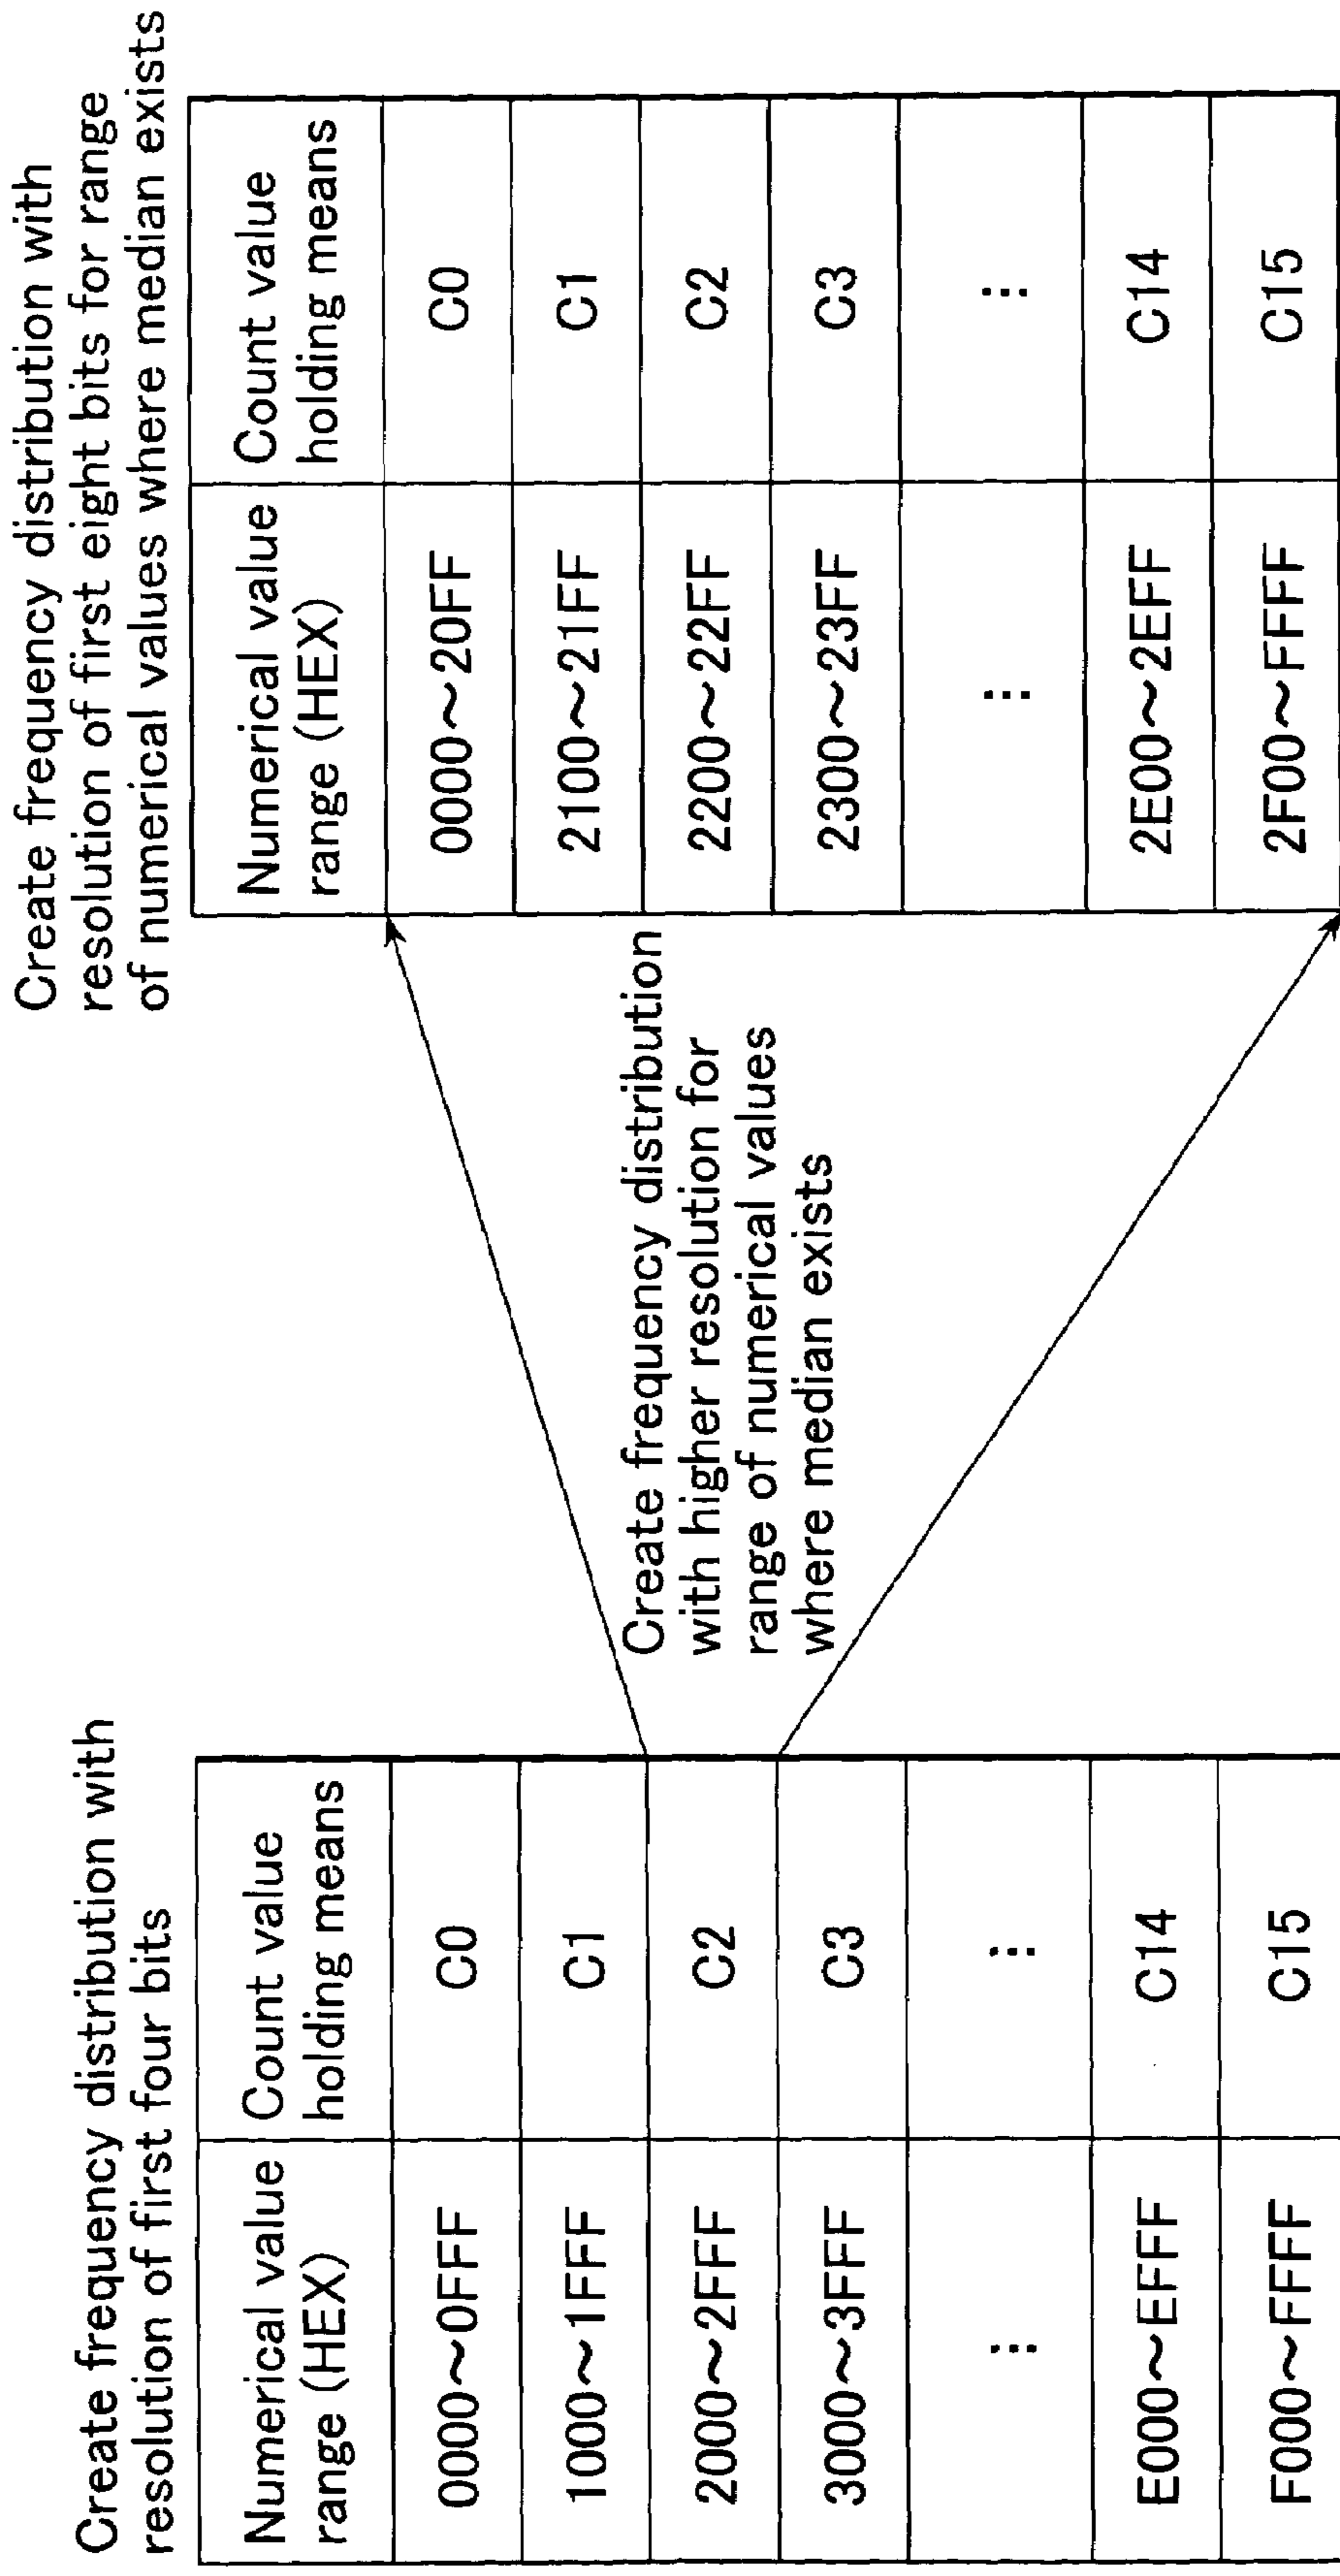 Create frequency distribution with
resolution of first four bits
Numerical value
range (HEX)
Count value
holding means
0000～0FFF
C0
1000～1FFF
C1
2000～2FFF
C2
3000～3FFF
C3
⋮
⋮
E000～EFFF
C14
F000～FFFF
C15
Create frequency distribution
with higher resolution for
range of numerical values
where median exists
Create frequency distribution with
resolution of first eight bits for range
of numerical values where median exists
Numerical value
range (HEX)
Count value
holding means
0000～20FF
C0
2100～21FF
C1
2200～22FF
C2
2300～23FF
C3
⋮
⋮
2E00～2EFF
C14
2F00～FFFF
C15